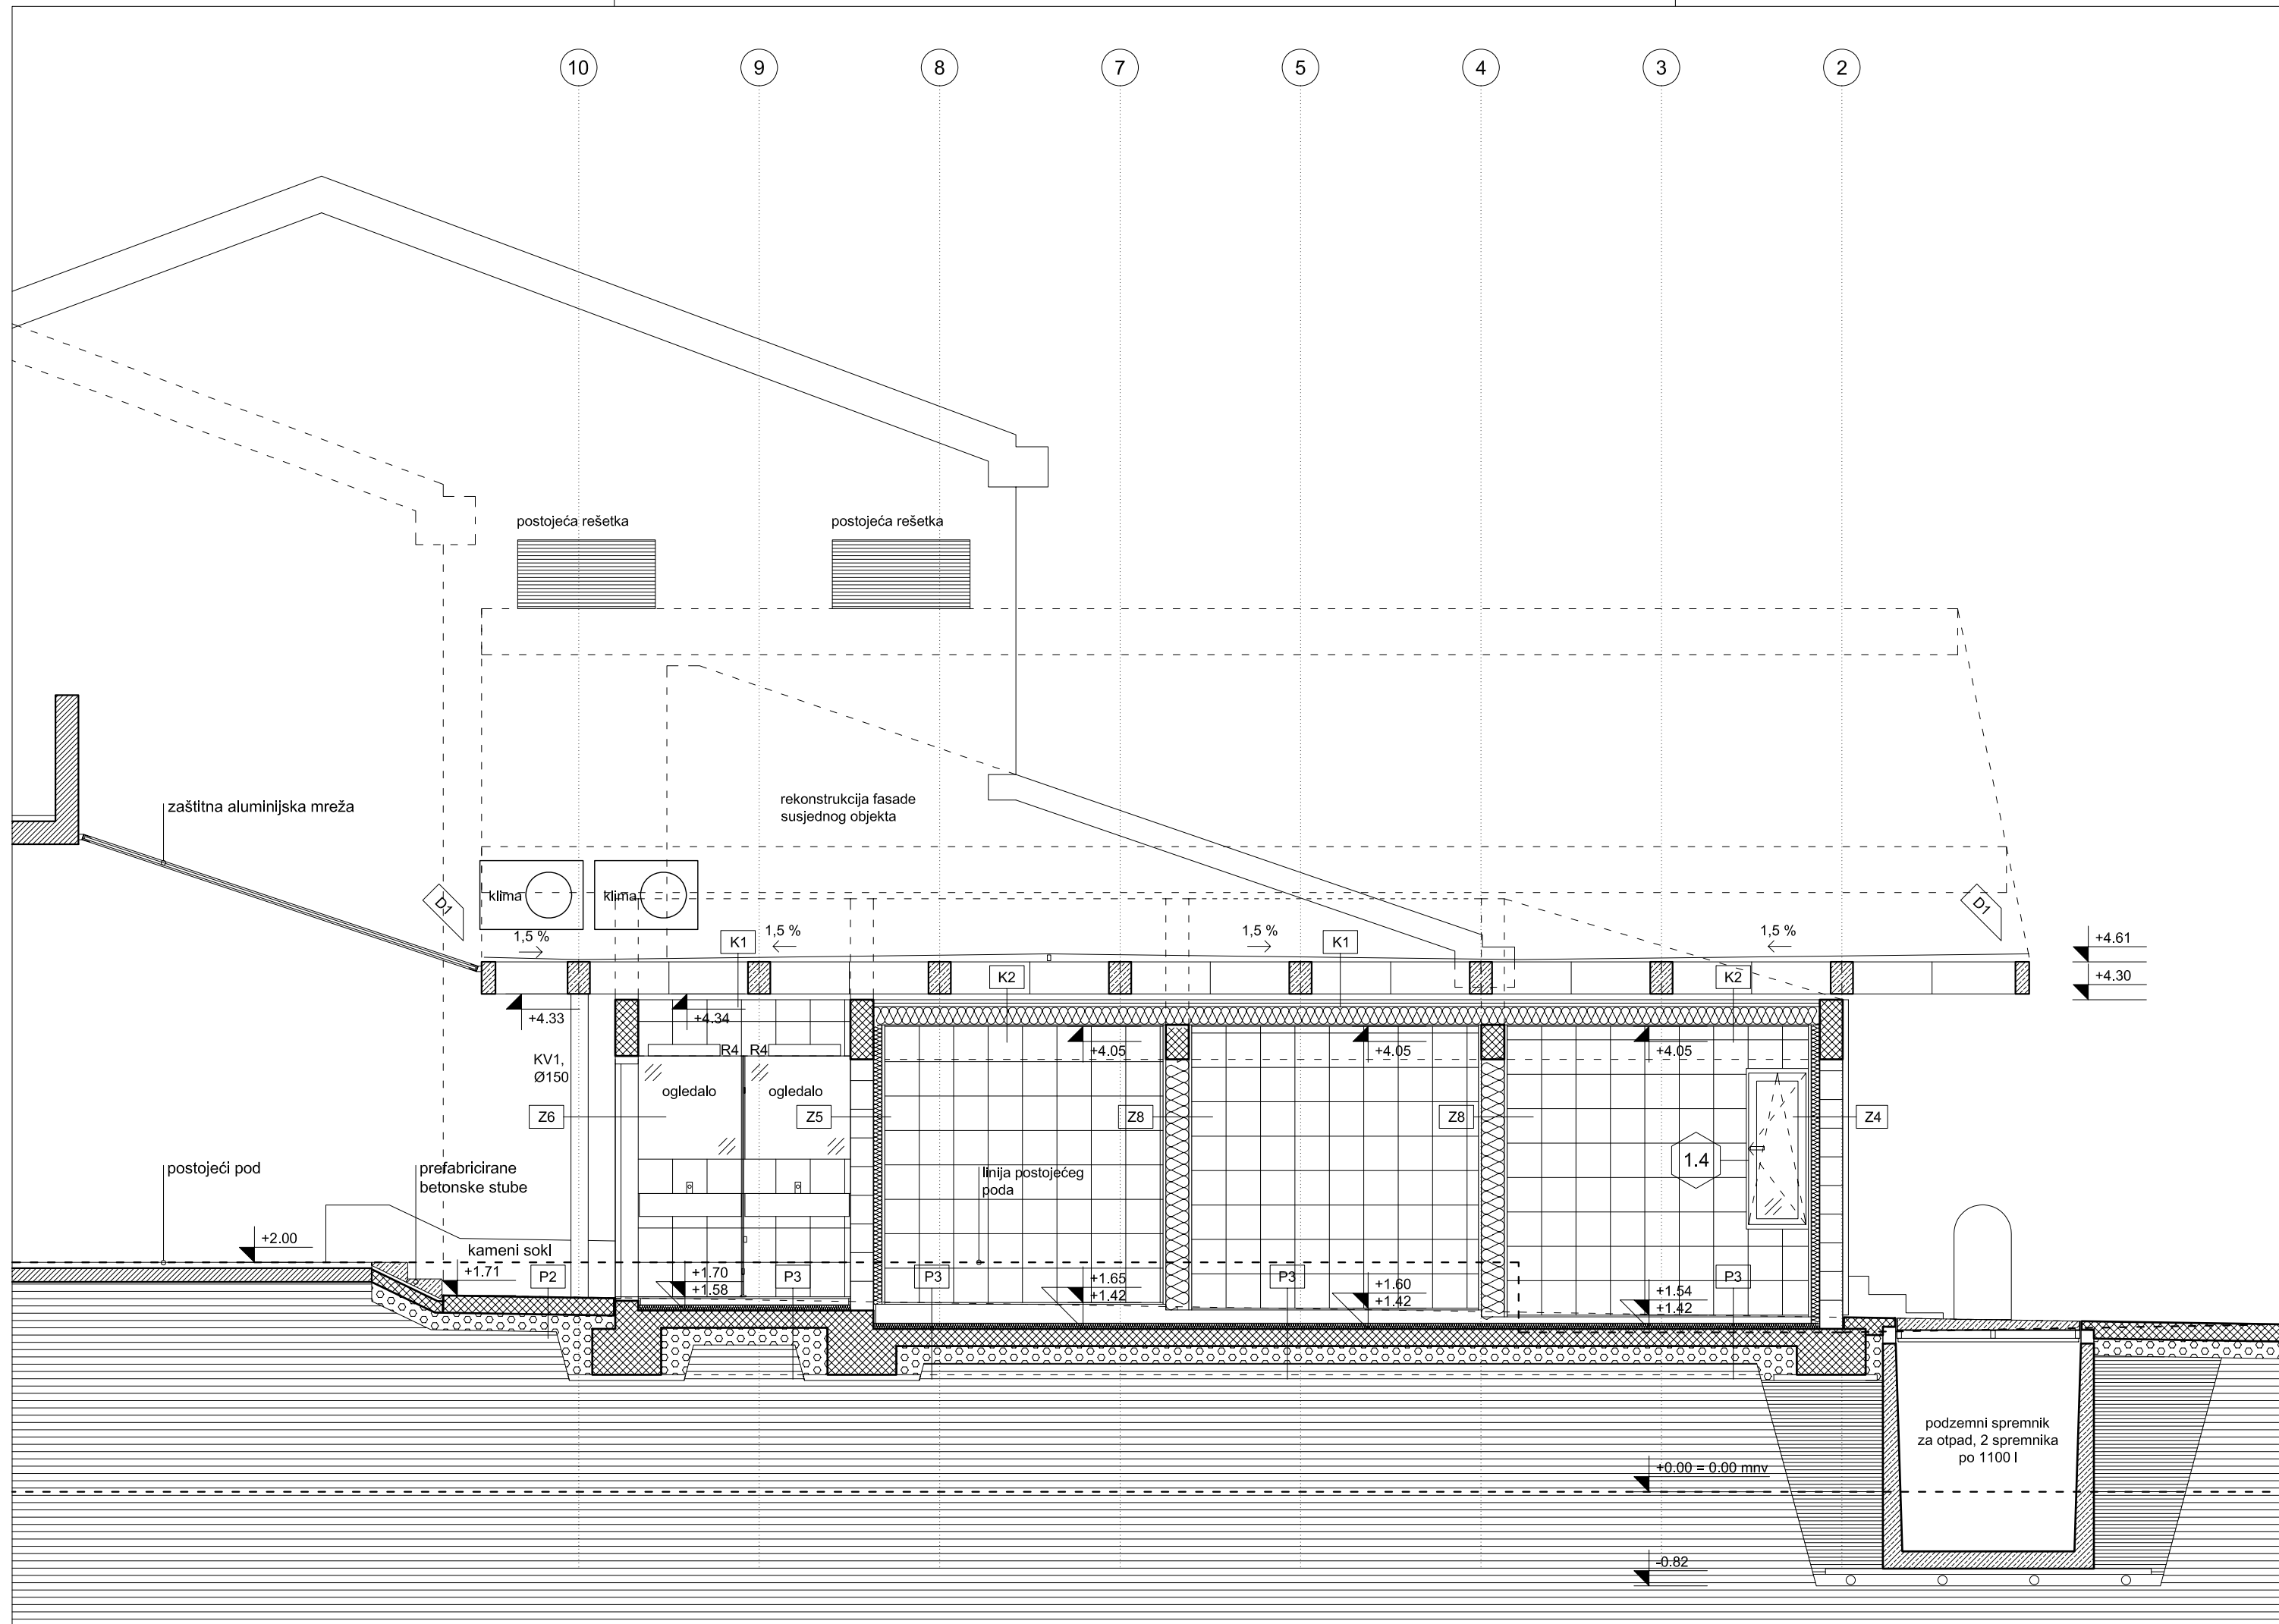 10
9
8
7
5
4
3
2
postojeća rešetka
postojeća rešetka
zaštitna aluminijska mreža
rekonstrukcija fasade
susjednog objekta
D1
klima
klima
D1
1,5 %
K1
1,5 %
1,5 %
K1
1,5 %
+4.61
K2
K2
+4.30
+4.33
+4.34
KV1,
Ø150
R4
R4
+4.05
+4.05
+4.05
ogledalo
ogledalo
Z6
Z5
Z8
Z8
Z4
1.4
postojeći pod
prefabricirane
betonske stube
linija postojećeg
poda
+2.00
kameni sokl
+1.71
P2
+1.70
+1.58
P3
P3
+1.65
+1.42
P3
+1.60
+1.42
+1.54
+1.42
P3
podzemni spremnik
za otpad, 2 spremnika
po 1100 l
+0.00 = 0.00 mnv
-0.82